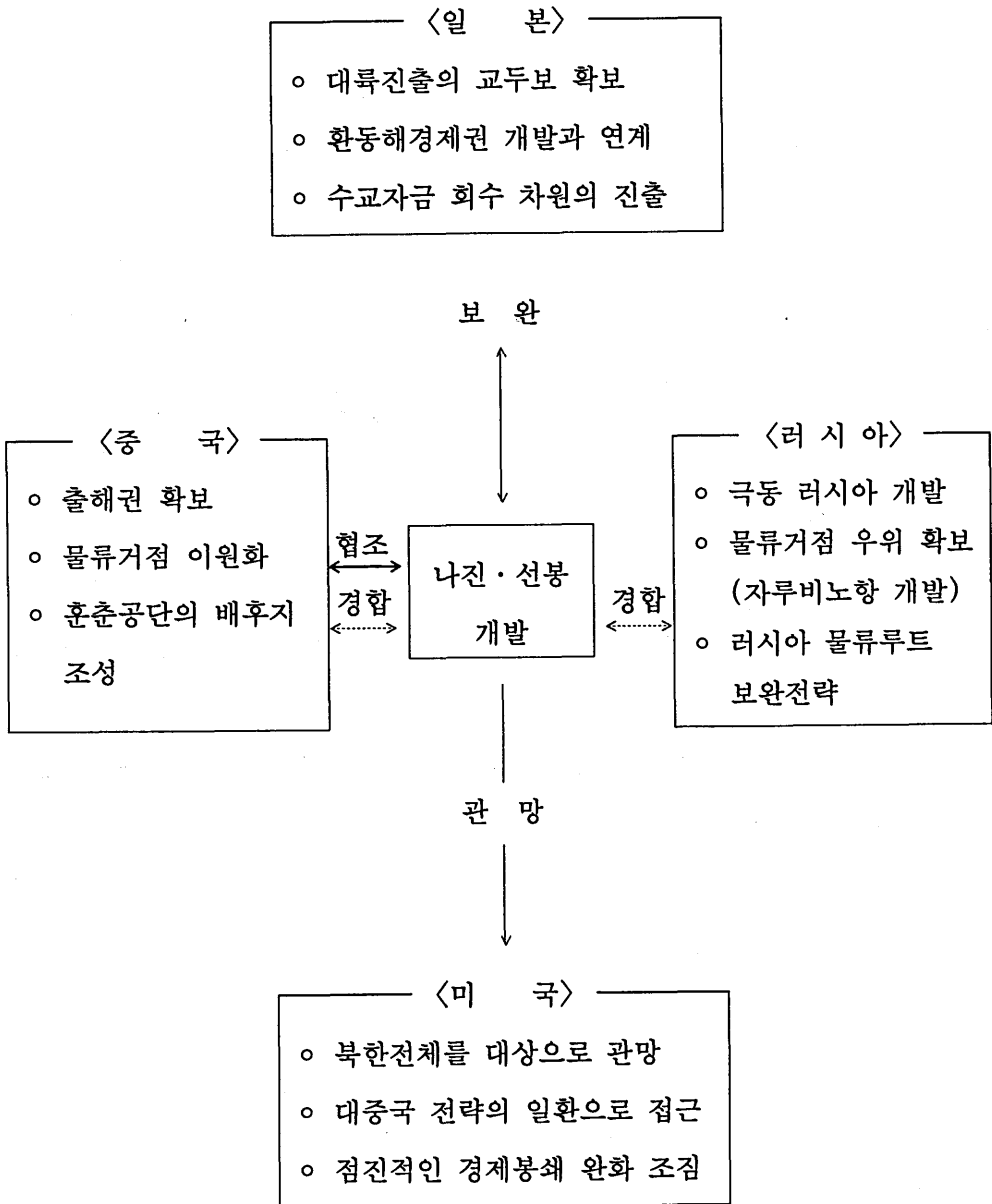 〈일 본〉
o 대륙진출의 교두보 확보
o 환동해경제권 개발과 연계
o 수교자금 회수 차원의 진출
보 완
〈중 국〉
o 출해권 확보
o 물류거점 이원화
o 훈춘공단의 배후지
조성
협조
경합
나진·선봉
개발
경합
〈러 시 아〉
o 극동 러시아 개발
o 물류거점 우위 확보
(자루비노항 개발)
o 러시아 물류루트
보완전략
관 망
〈미 국〉
o 북한전체를 대상으로 관망
o 대중국 전략의 일환으로 접근
o 점진적인 경제봉쇄 완화 조짐